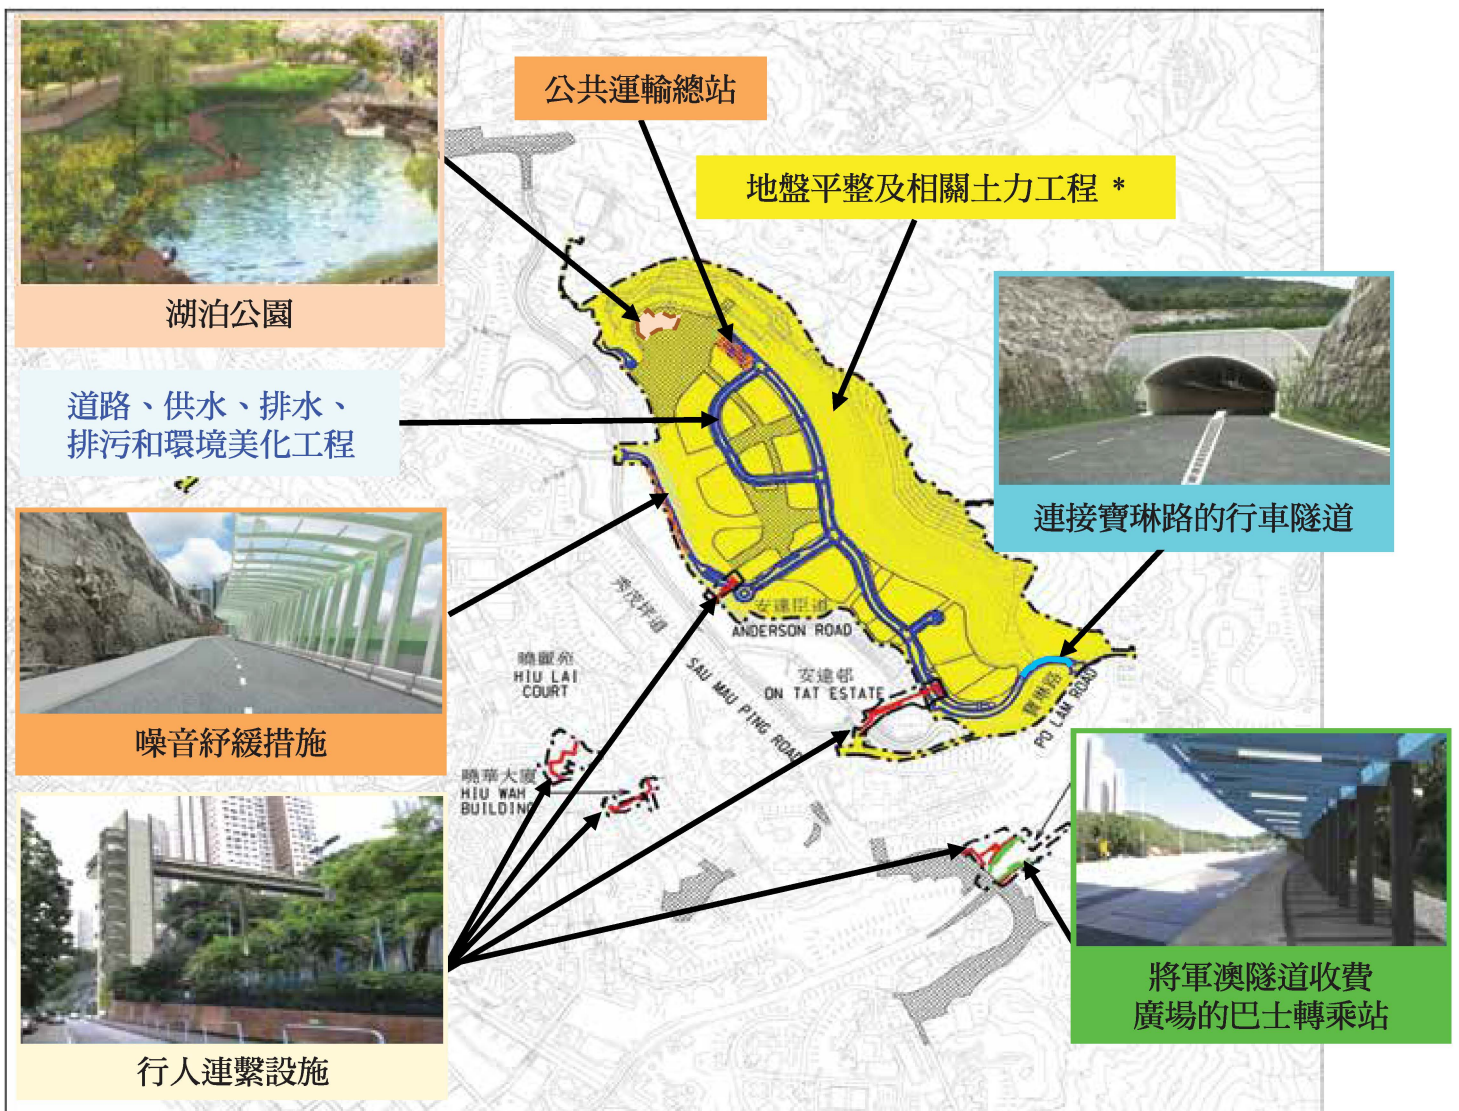 公共運輸總站
地盤平整及相關土力工程 *
湖泊公園
道路、供水、排水、
排污和環境美化工程
連接寶琳路的行車隧道
噪音紓緩措施
秀茂坪道
安達臣道
ANDERSON ROAD
曉麗苑
HIU LAI
COURT
SAU MAU PING ROAD
安達邨
ON TAT ESTATE
寶琳路
PO LAM ROAD
曉華大廈
HIU WAH
BUILDING
將軍澳隧道收費
廣場的巴士轉乘站
行人連繫設施